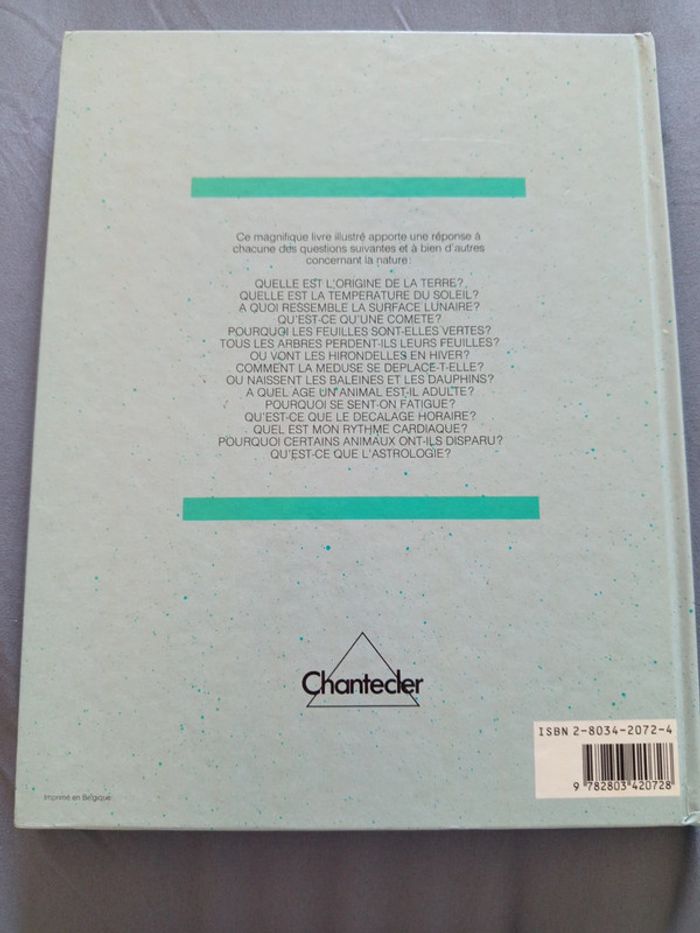 Ce magnifique livre illustré apporte une réponse à
chacune des questions suivantes et à bien d'autres
concernant la nature:
QUELLE EST L'ORIGINE DE LA TERRE?
QUELLE EST LA TEMPERATURE DU SOLEIL?
A QUOI RESSEMBLE LA SURFACE LUNAIRE?
QU'EST-CE QU'UNE COMETE?
POURQUOI LES FEUILLES SONT-ELLES VERTES?
TOUS LES ARBRES PERDENT-ILS LEURS FEUILLES?
OU VONT LES HIRONDELLES EN HIVER?
COMMENT LA MEDUSE SE DEPLACE-T-ELLE?
OU NAISSENT LES BALEINES ET LES DAUPHINS?
A QUEL AGE UN ANIMAL EST-IL ADULTE?
POURQUOI SE SENT-ON FATIGUE?
QU'EST-CE QUE LE DECALAGE HORAIRE?
QUEL EST MON RYTHME CARDIAQUE?
POURQUOI CERTAINS ANIMAUX ONT-ILS DISPARU?
QU'EST-CE QUE L'ASTROLOGIE?
Chantecler
ISBN 2-8034-2072-4
9 782803 420728
Imprimé en Belgique